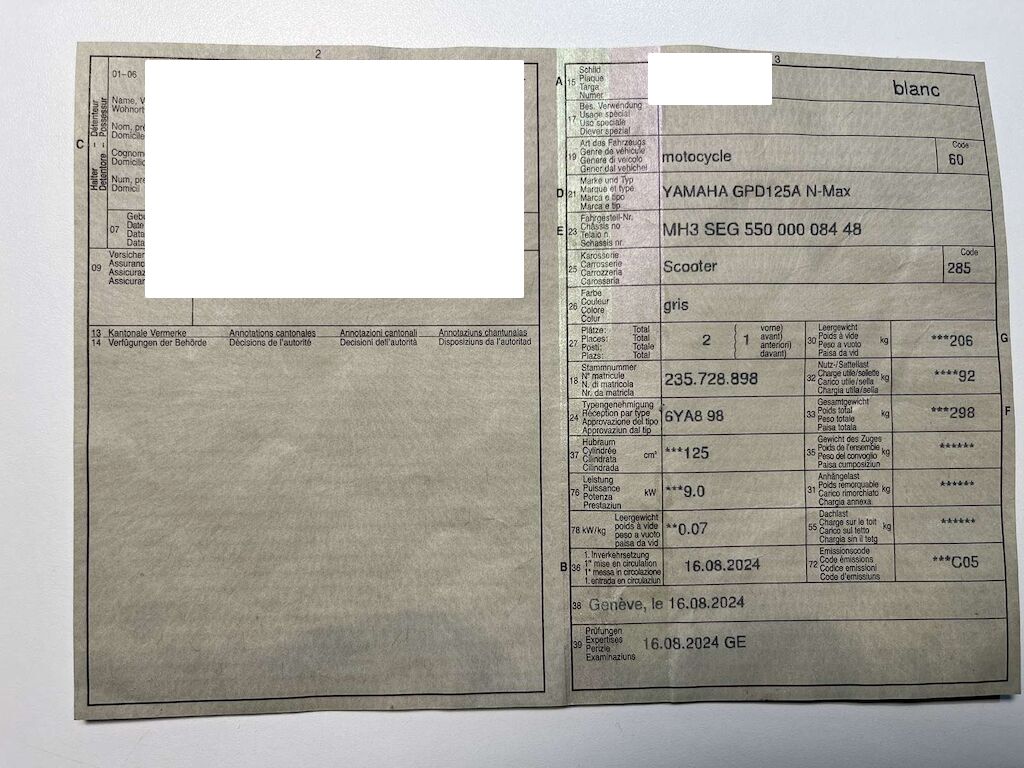 2
01–06
Name, V
Wohnort
Nom, pré
Domicile
Cognom
Domicilio
Num, pre
Domicil
C
Halter – Détenteur
Detentore – Possessur
07
Gebu
Date
Data
Data
09
Versicher
Assuranc
Assicuraz
Assicuran
13 Kantonale Vermerke Annotations cantonales Annotazioni cantonali Annotaziuns chantunalas
14 Verfügungen der Behörde Décisions de l'autorité Decisioni dell'autorità Disposiziuns da l'autoritad
3
A 15 Schild
Plaque
Targa
Numer
blanc
17 Bes. Verwendung
Usage spécial
Uso speciale
Diever spezial
19 Art des Fahrzeugs
Genre de véhicule
Genere di veicolo
Gener dal vehichel
motocycle
Code
60
D 21 Marke und Typ
Marque et type
Marca e tipo
Marca e tip
YAMAHA GPD125A N-Max
E 23 Fahrgestell-Nr.
Châssis no
Telaio n.
Schassis nr.
MH3 SEG 550 000 084 48
25 Karosserie
Carrosserie
Carrozzeria
Carossaria
Scooter
Code
285
26 Farbe
Couleur
Colore
Colur
gris
27 Plätze: Total
Places: Total
Posti: Totale
Plazs: Total
2 ( 1 vorne)
avant)
anteriori)
davant)
30 Leergewicht
Poids à vide
Peso a vuoto
Paisa da vid
kg
***206
G
18 Stammnummer
N° matricule
N. di matricola
Nr. da matricla
235.728.898
32 Nutz-/Sattellast
Charge utile/sellette
Carico utile/sella
Chargia utila/sella
kg
****92
24 Typengenehmigung
Réception par type
Approvazione del tipo
Approvaziun dal tip
6YA8 98
33 Gesamtgewicht
Poids total
Peso totale
Paisa totala
kg
***298
F
37 Hubraum
Cylindrée
Cilindrata
Cilindrada
cm³
***125
35 Gewicht des Zuges
Poids de l'ensemble
Peso del convoglio
Paisa cumposiziun
kg
******
76 Leistung
Puissance
Potenza
Prestaziun
kW
***9.0
31 Anhängelast
Poids remorquable
Carico rimorchiato
Chargia annexa
kg
******
78 kW/kg Leergewicht
poids à vide
peso a vuoto
paisa da vid
**0.07
55 Dachlast
Charge sur le toit
Carico sul tetto
Chargia sin il tetg
kg
******
B 36 1. Inverkehrsetzung
1re mise en circulation
1a messa in circolazione
1. entrada en circulaziun
16.08.2024
72 Emissionscode
Code émissions
Codice emissioni
Code d'emissiuns
***C05
38 Genève, le 16.08.2024
39 Prüfungen
Expertises
Perizie
Examinaziuns
16.08.2024 GE